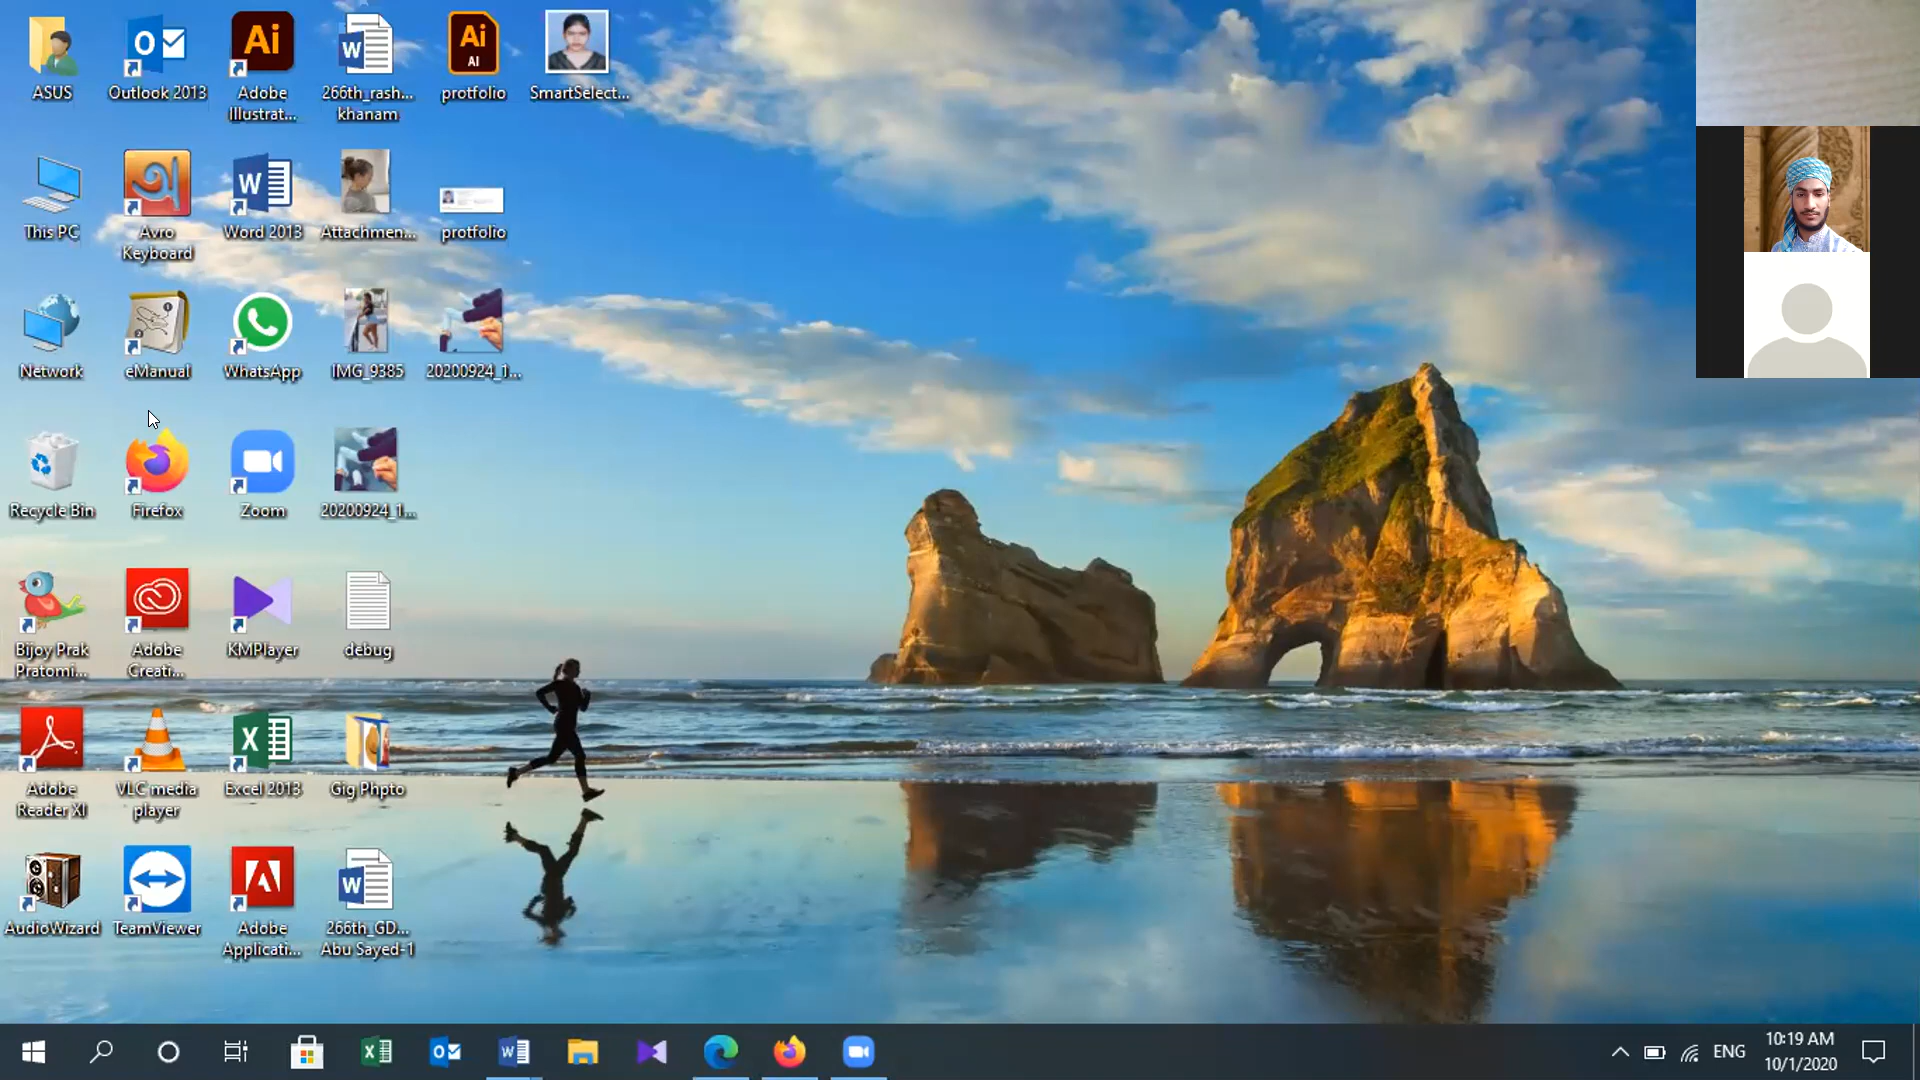 ASUS
Outlook 2013
Adobe
Illustrat...
266th_rash...
khanam
protfolio
SmartSelect...
This PC
Avro
Keyboard
Word 2013
Attachmen...
protfolio
Network
eManual
WhatsApp
IMG_9385
20200924_1...
Recycle Bin
Firefox
Zoom
20200924_1...
Bijoy Prak
Pratomi...
Adobe
Creati...
KMPlayer
debug
Adobe
Reader XI
VLC media
player
Excel 2013
Gig Phpto
AudioWizard
TeamViewer
Adobe
Applicati...
266th_GD...
Abu Sayed-1
ENG
10:19 AM
10/1/2020